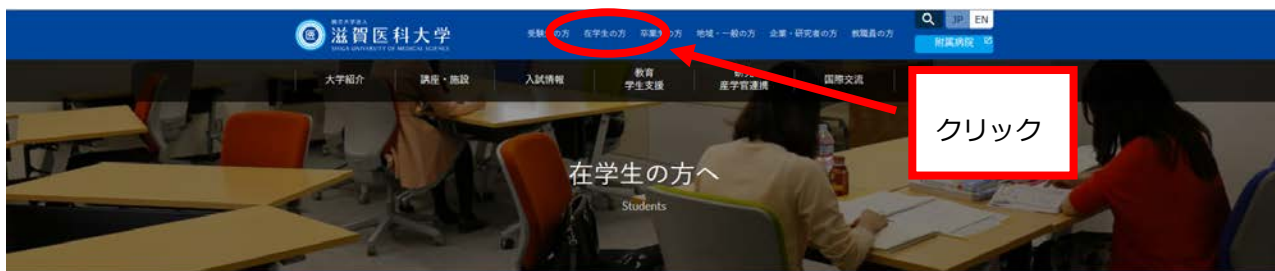 国立大学法人
滋賀医科大学
SHIGA UNIVERSITY OF MEDICAL SCIENCE
受験生の方 在学生の方 卒業生の方 地域・一般の方 企業・研究者の方 教職員の方
JP EN
附属病院
大学紹介 講座・施設 入試情報 教育 学生支援 産学官連携 国際交流
クリック
在学生の方へ
Students